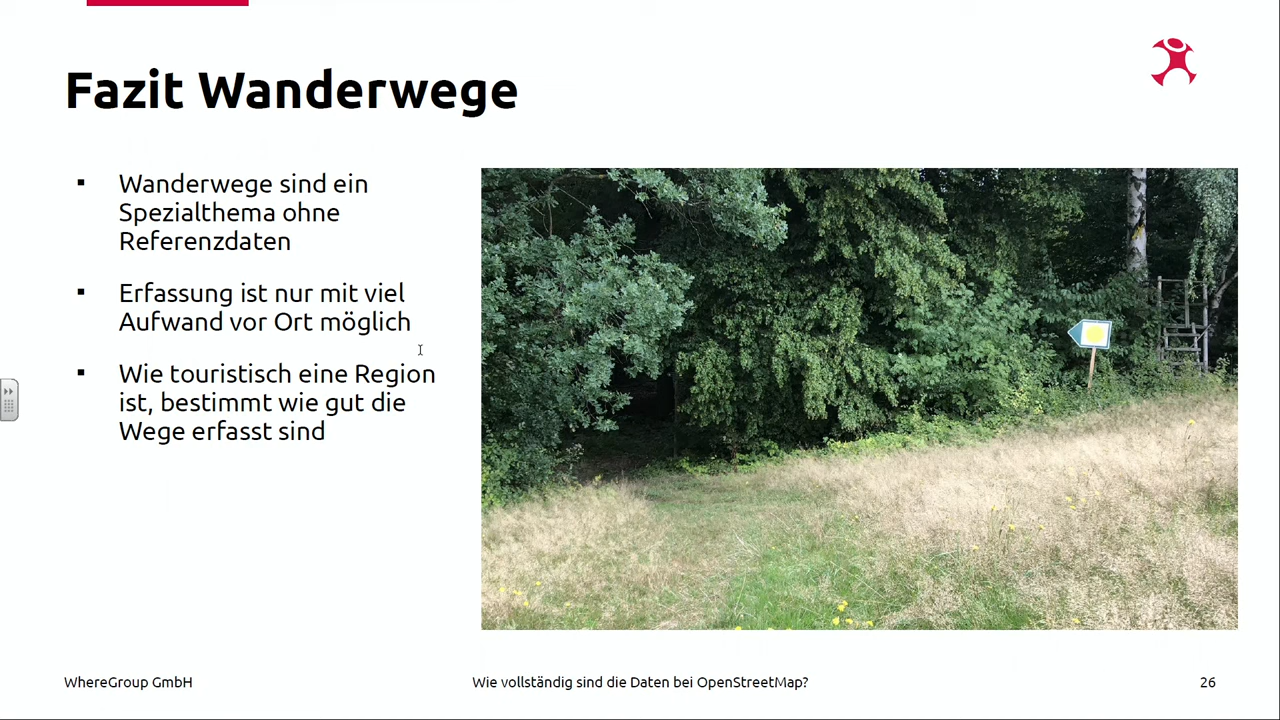 Fazit Wanderwege
▪ Wanderwege sind ein
Spezialthema ohne
Referenzdaten
▪ Erfassung ist nur mit viel
Aufwand vor Ort möglich
▪ Wie touristisch eine Region
ist, bestimmt wie gut die
Wege erfasst sind
WhereGroup GmbH
Wie vollständig sind die Daten bei OpenStreetMap?
26